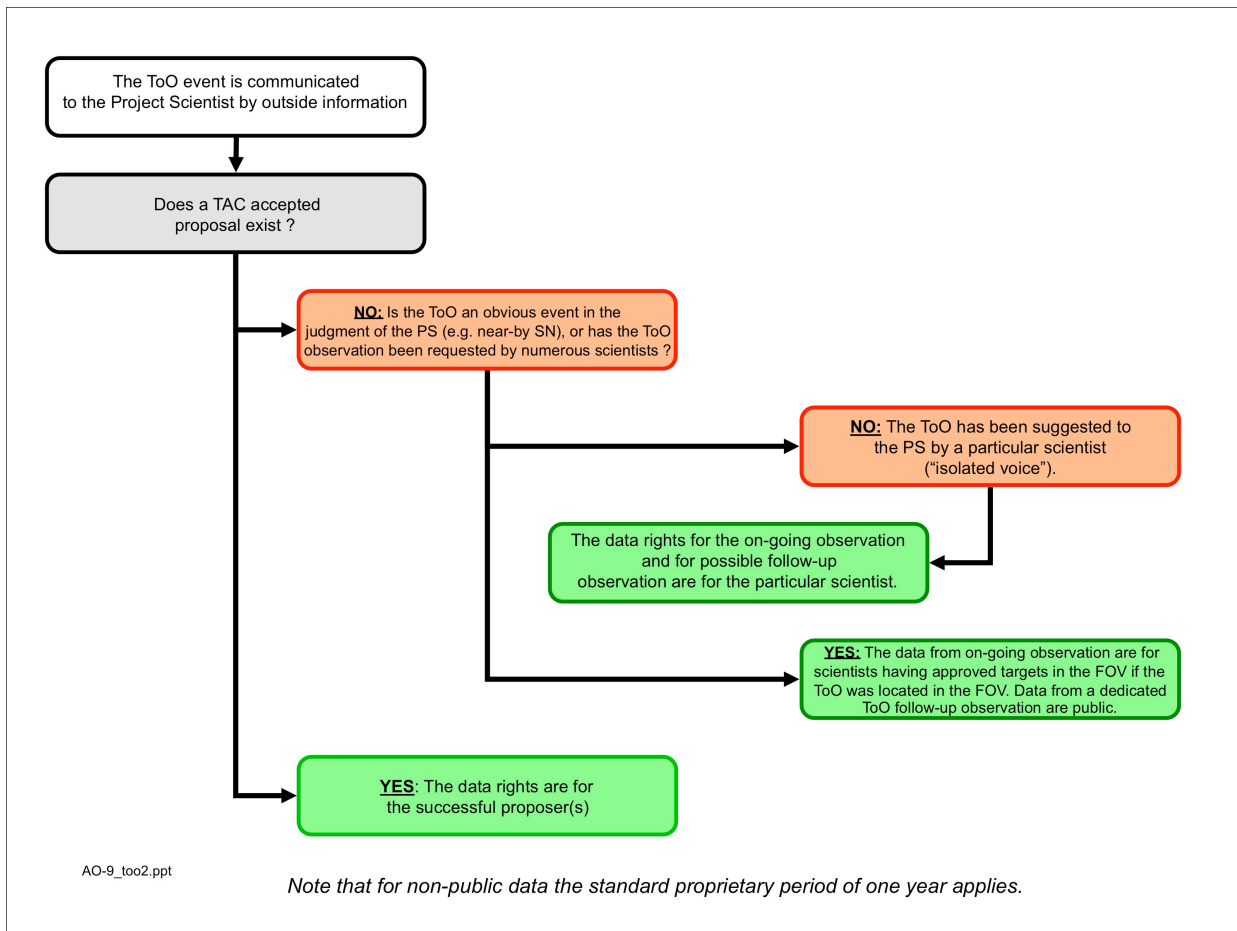 The ToO event is communicated
to the Project Scientist by outside information
Does a TAC accepted
proposal exist ?
NO: Is the ToO an obvious event in the
judgment of the PS (e.g. near-by SN), or has the ToO
observation been requested by numerous scientists ?
NO: The ToO has been suggested to
the PS by a particular scientist
(“isolated voice”).
The data rights for the on-going observation
and for possible follow-up
observation are for the particular scientist.
YES: The data from on-going observation are for
scientists having approved targets in the FOV if the
ToO was located in the FOV. Data from a dedicated
ToO follow-up observation are public.
YES: The data rights are for
the successful proposer(s)
AO-9_too2.ppt
Note that for non-public data the standard proprietary period of one year applies.